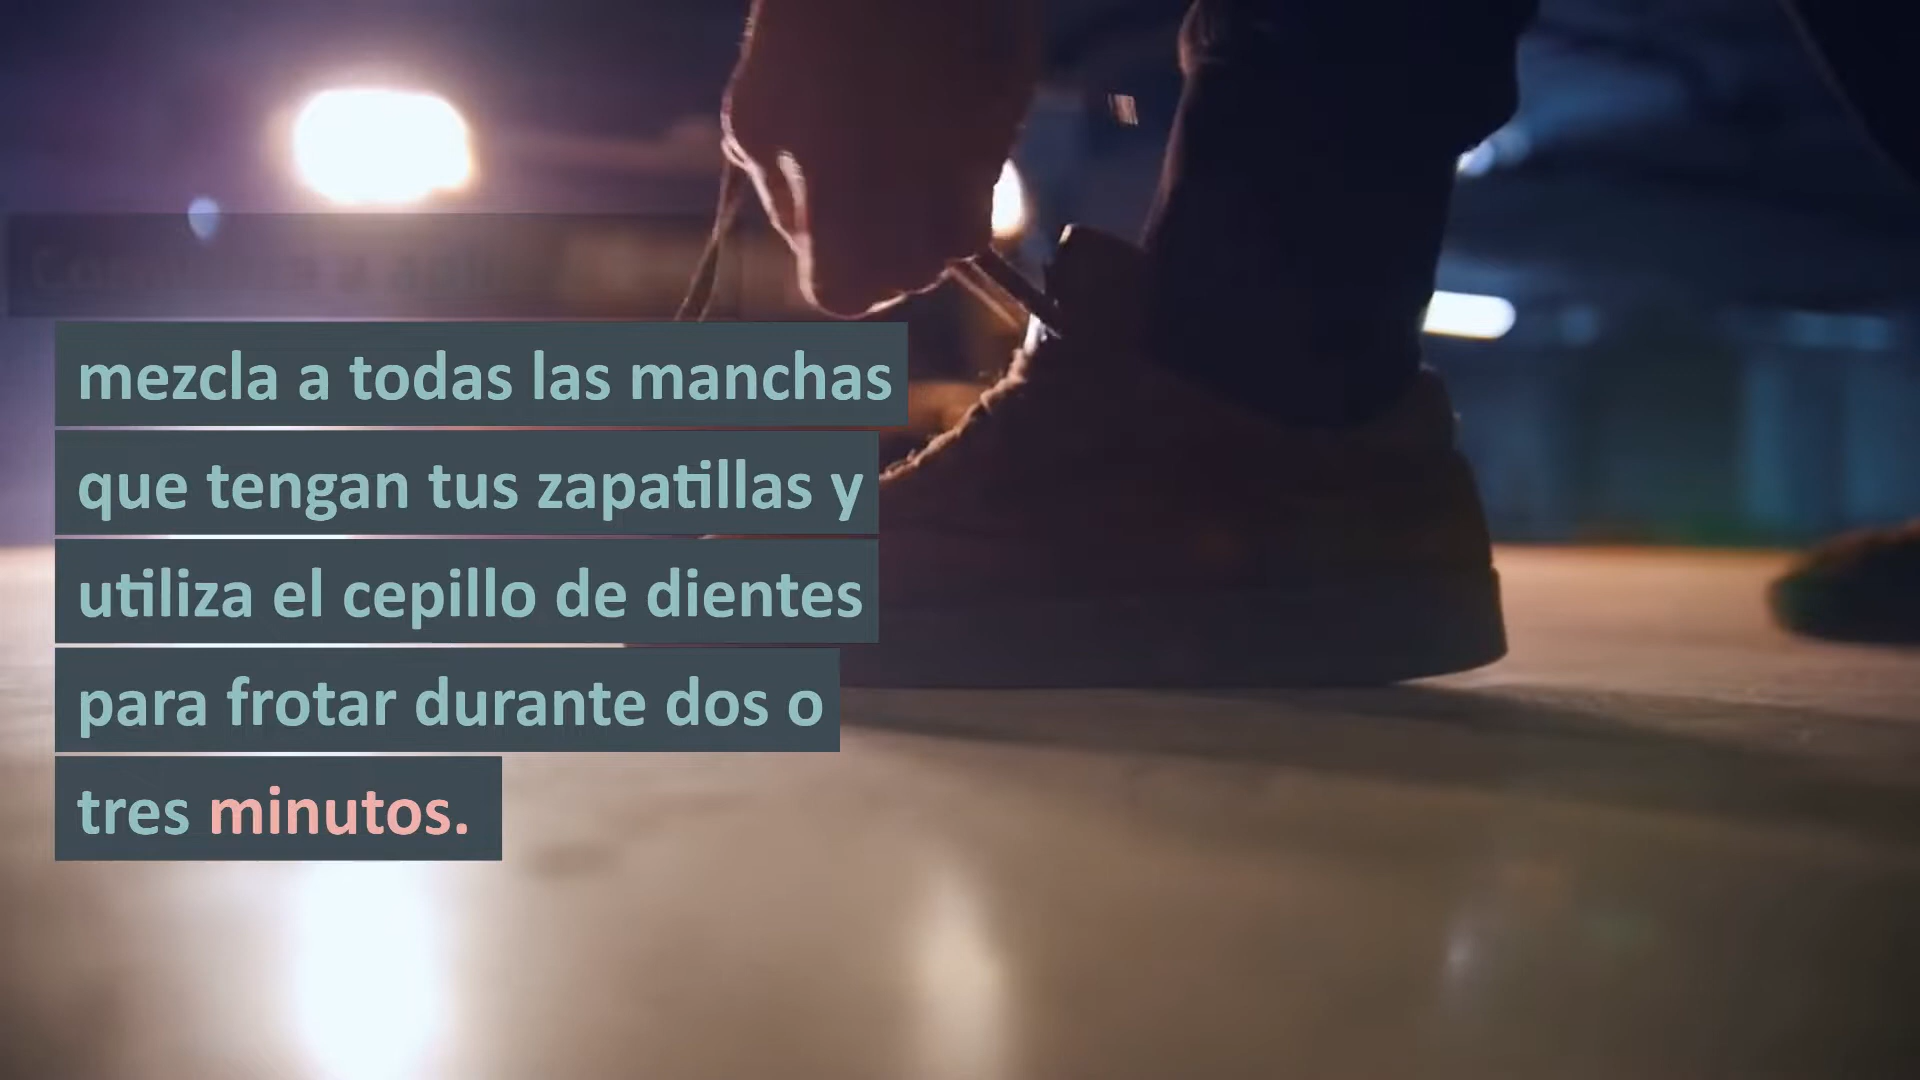 mezcla a todas las manchas
que tengan tus zapatillas y
utiliza el cepillo de dientes
para frotar durante dos o
tres minutos.